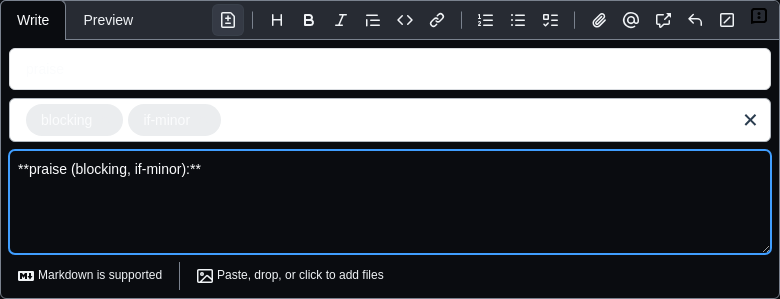 Write Preview
blocking if-minor
**praise (blocking, if-minor):**
Markdown is supported Paste, drop, or click to add files